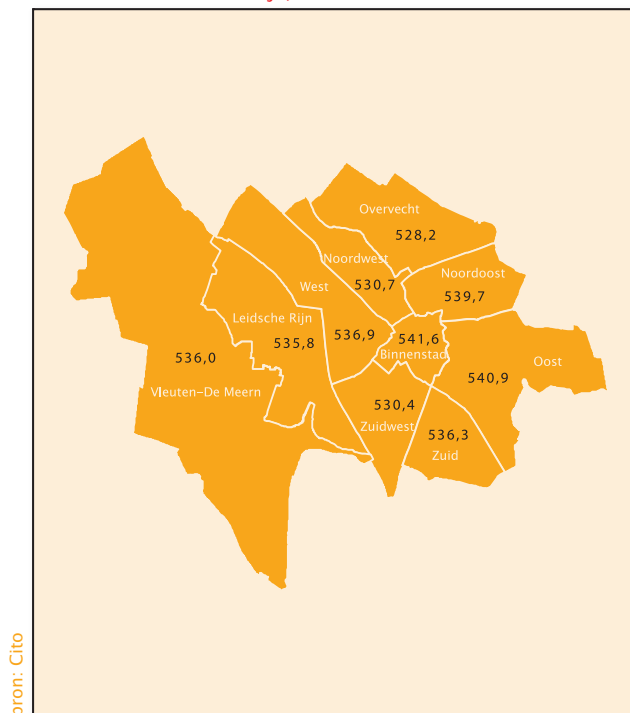 Overvecht
528,2
Noordwest
530,7
Noordoost
539,7
West
536,9
Leidsche Rijn
535,8
541,6
Binnenstad
536,0
Vleuten-De Meern
Oost
540,9
530,4
Zuidwest
536,3
Zuid
bron: Cito